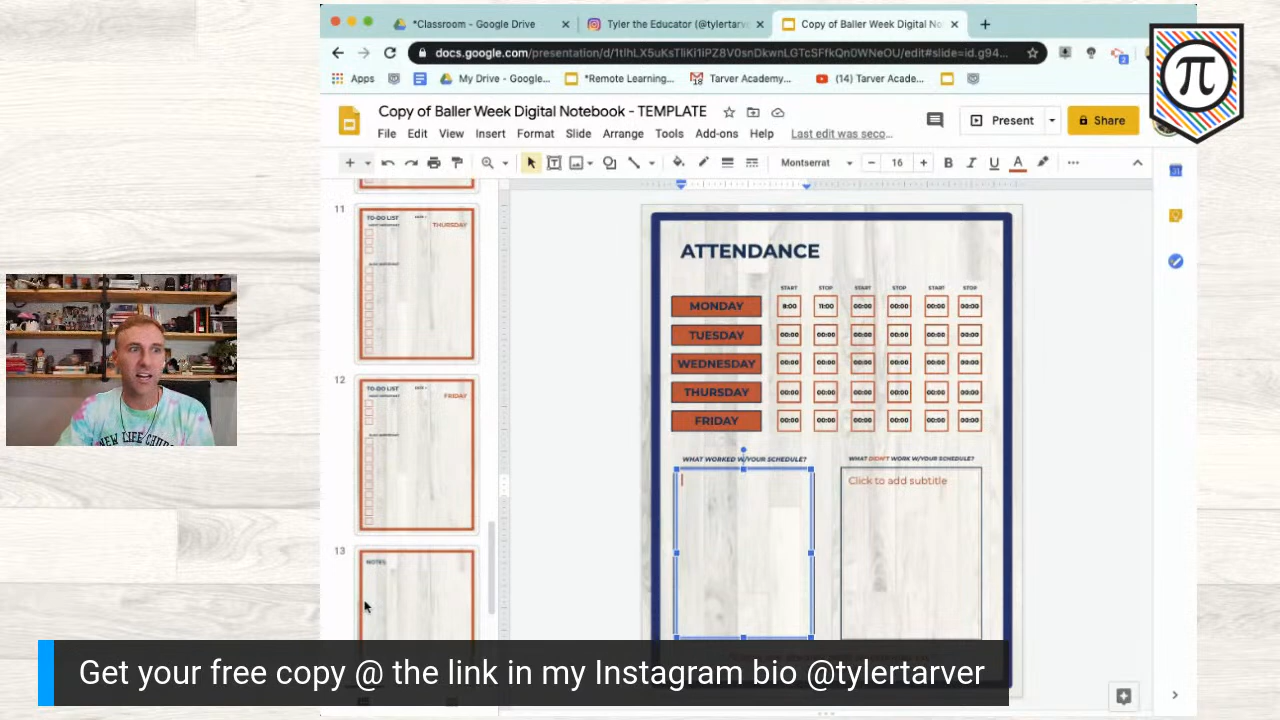 *Classroom - Google Drive
Tyler the Educator (@tylertarv
Copy of Baller Week Digital No
docs.google.com/presentation/d/1tlhLX5uKsTliKi1iPZ8V0snDkwnLGTcSFfkQn0WNeOU/edit#slide=id.g94...
2
Apps
My Drive - Google...
*Remote Learning...
Tarver Academy...
(14) Tarver Acade...
Copy of Baller Week Digital Notebook - TEMPLATE
File Edit View Insert Format Slide Arrange Tools Add-ons Help Last edit was seco...
Present
Share
Montserrat
16
B I U A
11
TO-DO LIST
THURSDAY
12
TO-DO LIST
FRIDAY
13
NOTES
ATTENDANCE
START STOP START STOP START STOP
MONDAY 8:00 11:00 00:00 00:00 00:00 00:00
TUESDAY 00:00 00:00 00:00 00:00 00:00 00:00
WEDNESDAY 00:00 00:00 00:00 00:00 00:00 00:00
THURSDAY 00:00 00:00 00:00 00:00 00:00 00:00
FRIDAY 00:00 00:00 00:00 00:00 00:00 00:00
WHAT WORKED W/YOUR SCHEDULE?
WHAT DIDN'T WORK W/YOUR SCHEDULE?
Click to add subtitle
31
π
NEW LIFE CHURC
Get your free copy @ the link in my Instagram bio @tylertarver